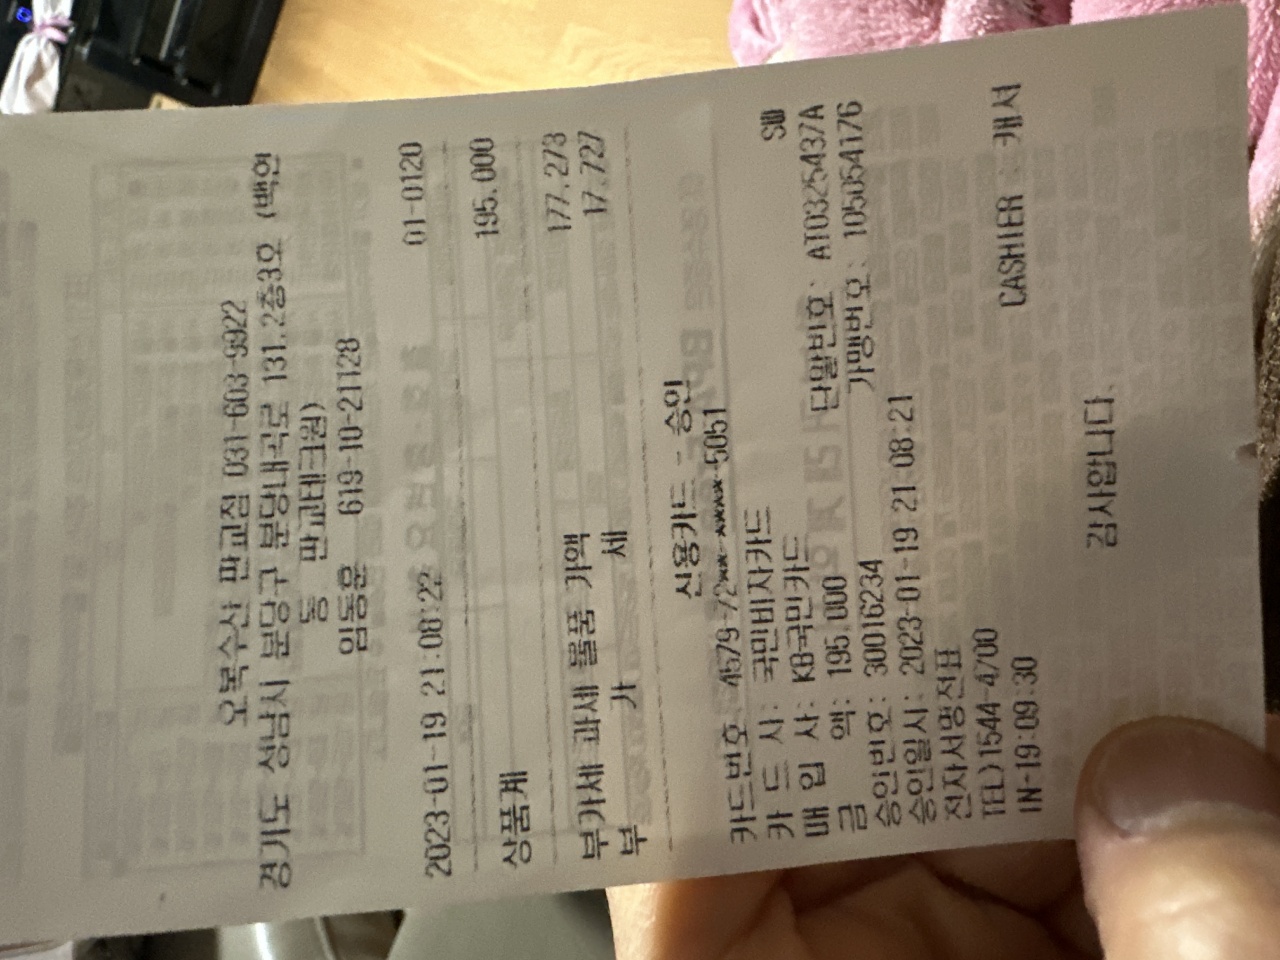 오복수산 판교점 031-603-9922
경기도 성남시 분당구 분당내곡로 131.2층3호 (백현
동 판교테크원)
임동훈 619-10-21128
2023-01-19 21:08:22 01-0120
상품계 195.000
부가세 과세 물품 가액 177.273
부 가 세 17.727
신용카드 - 승인
카드번호 : 4579-72**-****-5051
카 드 사 : 국민비자카드 SW
매 입 사 : KB국민카드
금 액 : 195.000 단말번호 : AT0325437A
승인번호 : 30016234 가맹번호 : 105054176
승인일시 : 2023-01-19 21:08:21
전자서명전표
TEL)1544-4700
IN-19:09:30 CASHIER : 캐셔
감사합니다.